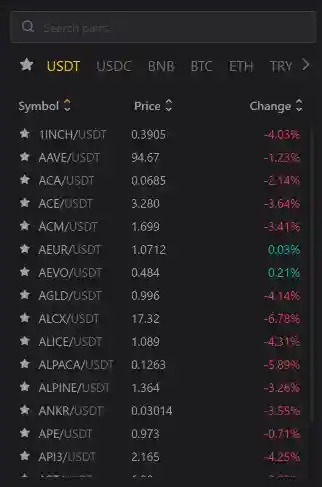 Search pairs...
USDT USDC BNB BTC ETH TRY
Symbol Price Change
1INCH/USDT 0.3905 -4.03%
AAVE/USDT 94.67 -1.23%
ACA/USDT 0.0685 -2.14%
ACE/USDT 3.280 -3.64%
ACM/USDT 1.699 -3.41%
AEUR/USDT 1.0712 0.03%
AEVO/USDT 0.484 0.21%
AGLD/USDT 0.996 -4.14%
ALCX/USDT 17.32 -6.78%
ALICE/USDT 1.089 -4.31%
ALPACA/USDT 0.1263 -5.89%
ALPINE/USDT 1.364 -3.26%
ANKR/USDT 0.03014 -3.55%
APE/USDT 0.973 -0.71%
API3/USDT 2.165 -4.25%